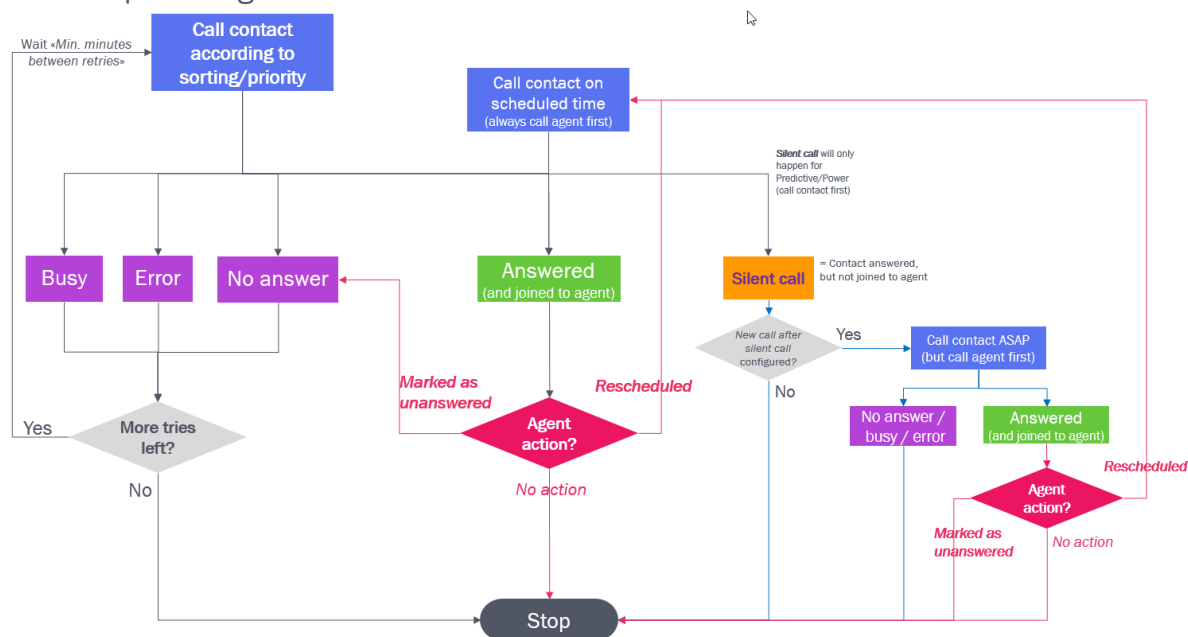 Call contact
according to
sorting/priority
Wait «Min. minutes
between retries»
Call contact on
scheduled time
(always call agent first)
Silent call will only
happen for
Predictive/Power
(call contact first)
Busy
Error
No answer
Answered
(and joined to agent)
Silent call
= Contact answered,
but not joined to agent
New call after
silent call
configured?
Yes
No
Call contact ASAP
(but call agent first)
Marked as
unanswered
Rescheduled
No answer /
busy / error
Answered
(and joined to agent)
Yes
More tries
left?
No
Agent
action?
No action
Rescheduled
Agent
action?
Marked as
unanswered
No action
Stop